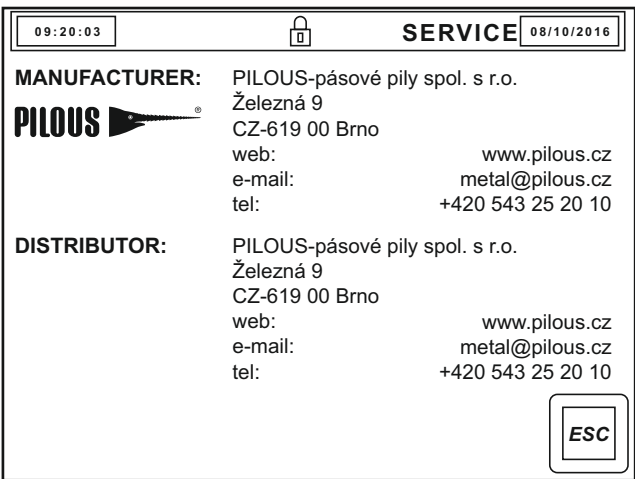 09:20:03 SERVICE 08/10/2016
MANUFACTURER: PILOUS-pásové pily spol. s r.o.
Železná 9
PILOUS ®
CZ-619 00 Brno
web: www.pilous.cz
e-mail: metal@pilous.cz
tel: +420 543 25 20 10
DISTRIBUTOR: PILOUS-pásové pily spol. s r.o.
Železná 9
CZ-619 00 Brno
web: www.pilous.cz
e-mail: metal@pilous.cz
tel: +420 543 25 20 10
ESC